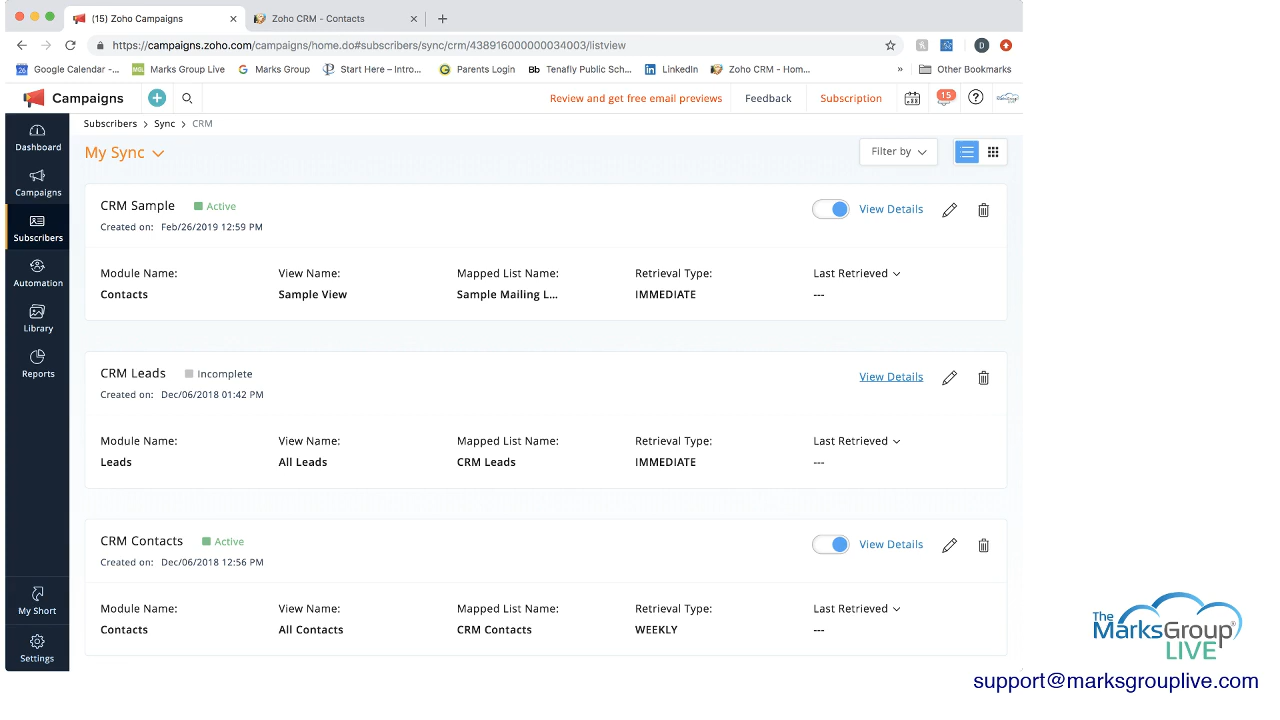 (15) Zoho Campaigns
Zoho CRM - Contacts
https://campaigns.zoho.com/campaigns/home.do#subscribers/sync/crm/438916000000034003/listview
D
26 Google Calendar -... MGL Marks Group Live G Marks Group Start Here – Intro... G Parents Login Bb Tenafly Public Sch... in LinkedIn Zoho CRM - Hom... » Other Bookmarks
Campaigns
Review and get free email previews Feedback Subscription 15
Subscribers > Sync > CRM
Dashboard
Campaigns
Subscribers
Automation
Library
Reports
My Short
Settings
My Sync
Filter by
CRM Sample Active
View Details
Created on: Feb/26/2019 12:59 PM
Module Name: View Name: Mapped List Name: Retrieval Type: Last Retrieved
Contacts Sample View Sample Mailing L... IMMEDIATE ---
CRM Leads Incomplete
View Details
Created on: Dec/06/2018 01:42 PM
Module Name: View Name: Mapped List Name: Retrieval Type: Last Retrieved
Leads All Leads CRM Leads IMMEDIATE ---
CRM Contacts Active
View Details
Created on: Dec/06/2018 12:56 PM
Module Name: View Name: Mapped List Name: Retrieval Type: Last Retrieved
Contacts All Contacts CRM Contacts WEEKLY ---
The
MarksGroup®
LIVE
support@marksgrouplive.com